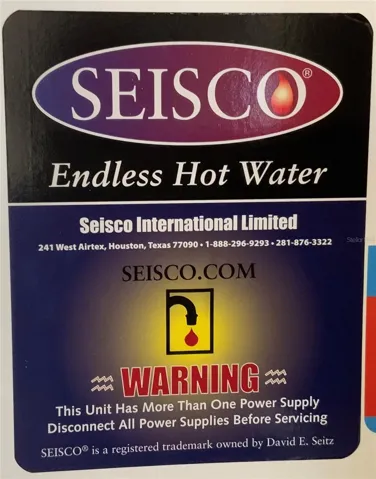 SEISCO®
Endless Hot Water
Seisco International Limited
241 West Airtex, Houston, Texas 77090 • 1-888-296-9293 • 281-876-3322
SEISCO.COM
WARNING
This Unit Has More Than One Power Supply
Disconnect All Power Supplies Before Servicing
SEISCO® is a registered trademark owned by David E. Seitz